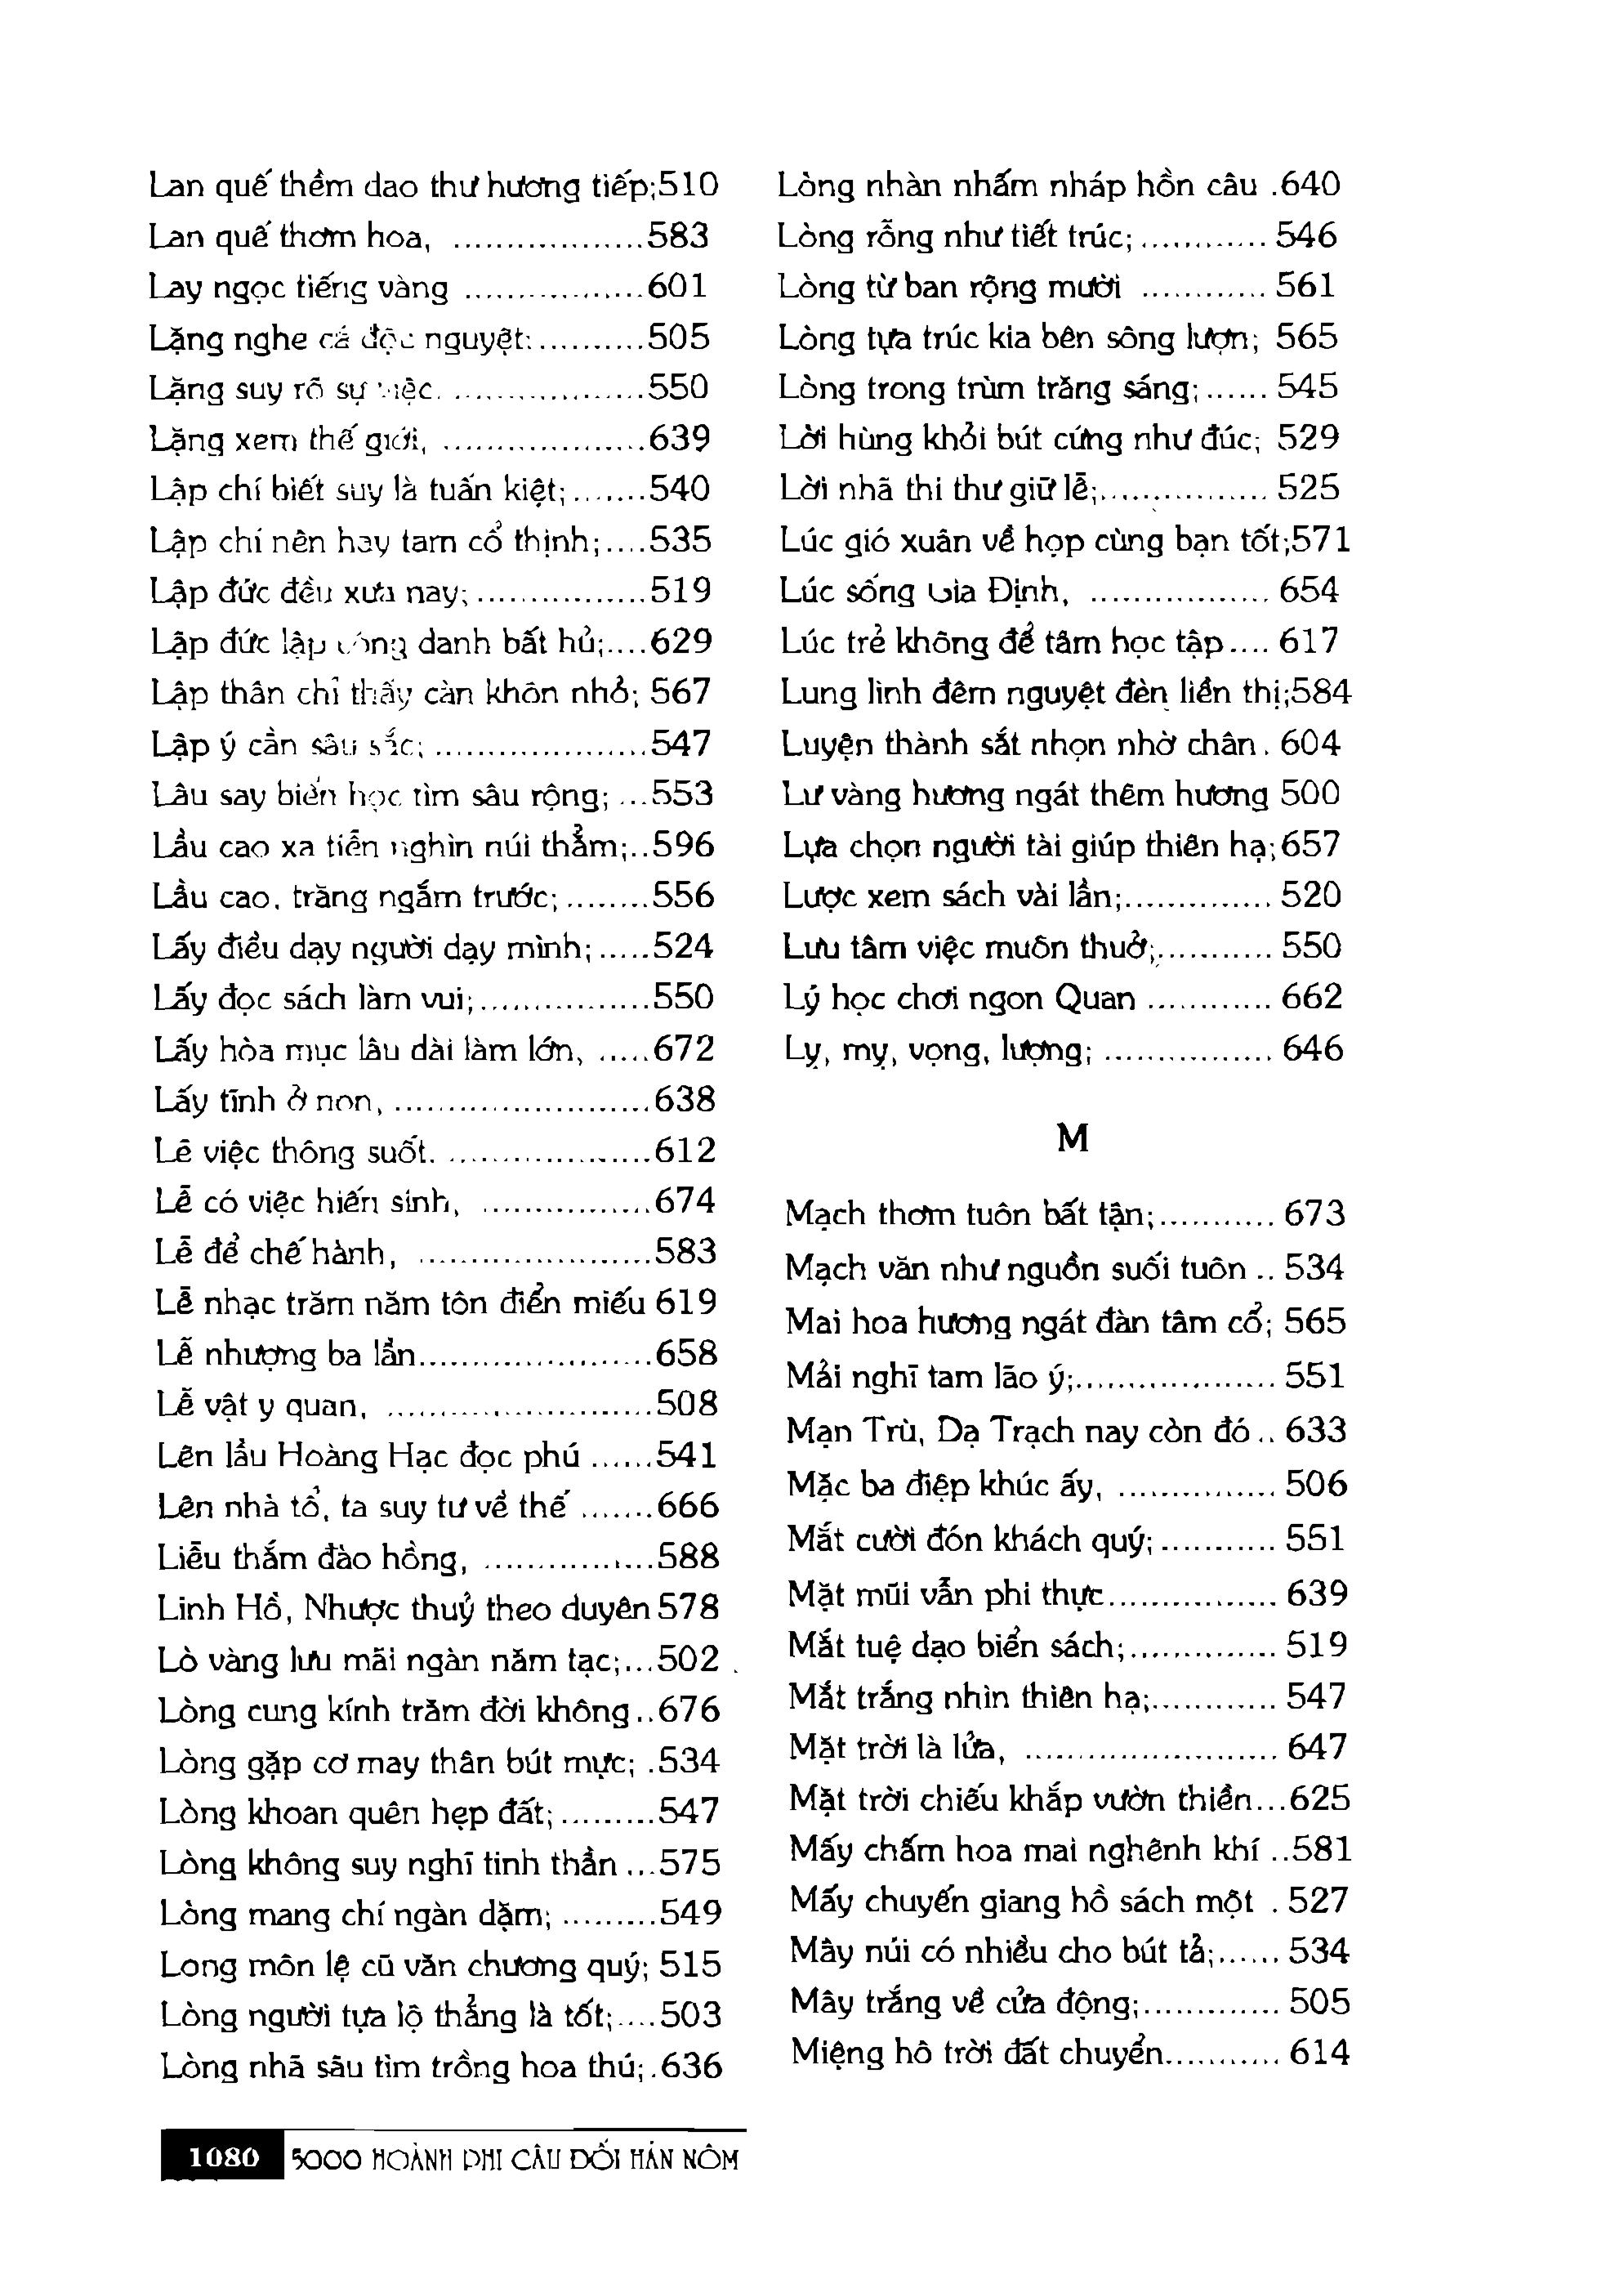 Lan quế thềm dao thư hương tiếp;510
Lan quế thơm hoa, ..................583
Lay ngọc tiếng vàng .................601
Lặng nghe cá độc nguyệt;..........505
Lặng suy rõ sự việc. ..................550
Lặng xem thế giới, ...................639
Lập chí biết suy là tuấn kiệt;.......540
Lập chí nên hay tam cổ thịnh;....535
Lập đức đều xưa nay;................519
Lập đức lập công danh bất hủ;....629
Lập thân chỉ thấy càn khôn nhỏ; 567
Lập ý cần sâu sắc; ....................547
Lâu say biển học tìm sâu rộng; ...553
Lầu cao xa tiễn nghìn núi thẳm;..596
Lầu cao, trăng ngắm trước;........556
Lấy điều dạy người dạy mình; .....524
Lấy đọc sách làm vui;................550
Lấy hòa mục lâu dài làm lớn, .....672
Lấy tĩnh ở non, ........................638
Lẽ việc thông suốt. ...................612
Lễ có việc hiến sinh, ................674
Lễ để chế hành, ......................583
Lễ nhạc trăm năm tôn điển miếu 619
Lễ nhượng ba lần......................658
Lễ vật y quan, .........................508
Lên lầu Hoàng Hạc đọc phú ......541
Lên nhà tổ, ta suy tư về thế .......666
Liễu thắm đào hồng, ................588
Linh Hồ, Nhược thuỷ theo duyên 578
Lò vàng lưu mãi ngàn năm tạc;...502
Lòng cung kính trăm đời không ..676
Lòng gặp cơ may thân bút mực; .534
Lòng khoan quên hẹp đất;.........547
Lòng không suy nghĩ tinh thần ...575
Lòng mang chí ngàn dặm; .........549
Long môn lệ cũ văn chương quý; 515
Lòng người tựa lộ thẳng là tốt;....503
Lòng nhã sâu tìm trồng hoa thú;.636
Lòng nhàn nhấm nháp hồn câu .640
Lòng rỗng như tiết trúc;............ 546
Lòng từ ban rộng mười ............ 561
Lòng tựa trúc kia bên sông lượn; 565
Lòng trong trùm trăng sáng;...... 545
Lời hùng khỏi bút cứng như đúc; 529
Lời nhã thi thư giữ lễ;................ 525
Lúc gió xuân về họp cùng bạn tốt;571
Lúc sống Gia Định, ................. 654
Lúc trẻ không để tâm học tập.... 617
Lung linh đêm nguyệt đèn liền thị;584
Luyện thành sắt nhọn nhờ chân . 604
Lư vàng hương ngát thêm hương 500
Lựa chọn người tài giúp thiên hạ;657
Lược xem sách vài lần;.............. 520
Lưu tâm việc muôn thuở;........... 550
Lý học chơi ngon Quan ............ 662
Lỵ, mỵ, vọng, lượng; ................ 646
M
Mạch thơm tuôn bất tận;........... 673
Mạch văn như nguồn suối tuôn .. 534
Mai hoa hương ngát đàn tâm cổ; 565
Mải nghĩ tam lão ý;................... 551
Mạn Trù, Dạ Trạch nay còn đó .. 633
Mặc ba điệp khúc ấy, ............... 506
Mắt cười đón khách quý; ........... 551
Mặt mũi vẫn phi thực................ 639
Mắt tuệ dạo biển sách;.............. 519
Mắt trắng nhìn thiên hạ;............ 547
Mặt trời là lửa, ........................ 647
Mặt trời chiếu khắp vườn thiền...625
Mấy chấm hoa mai nghênh khí ..581
Mấy chuyến giang hồ sách một . 527
Mây núi có nhiều cho bút tả;...... 534
Mây trắng về cửa động;............. 505
Miệng hô trời đất chuyển........... 614
1080 5000 HOÀNH PHI CÂU ĐỐI HÁN NÔM